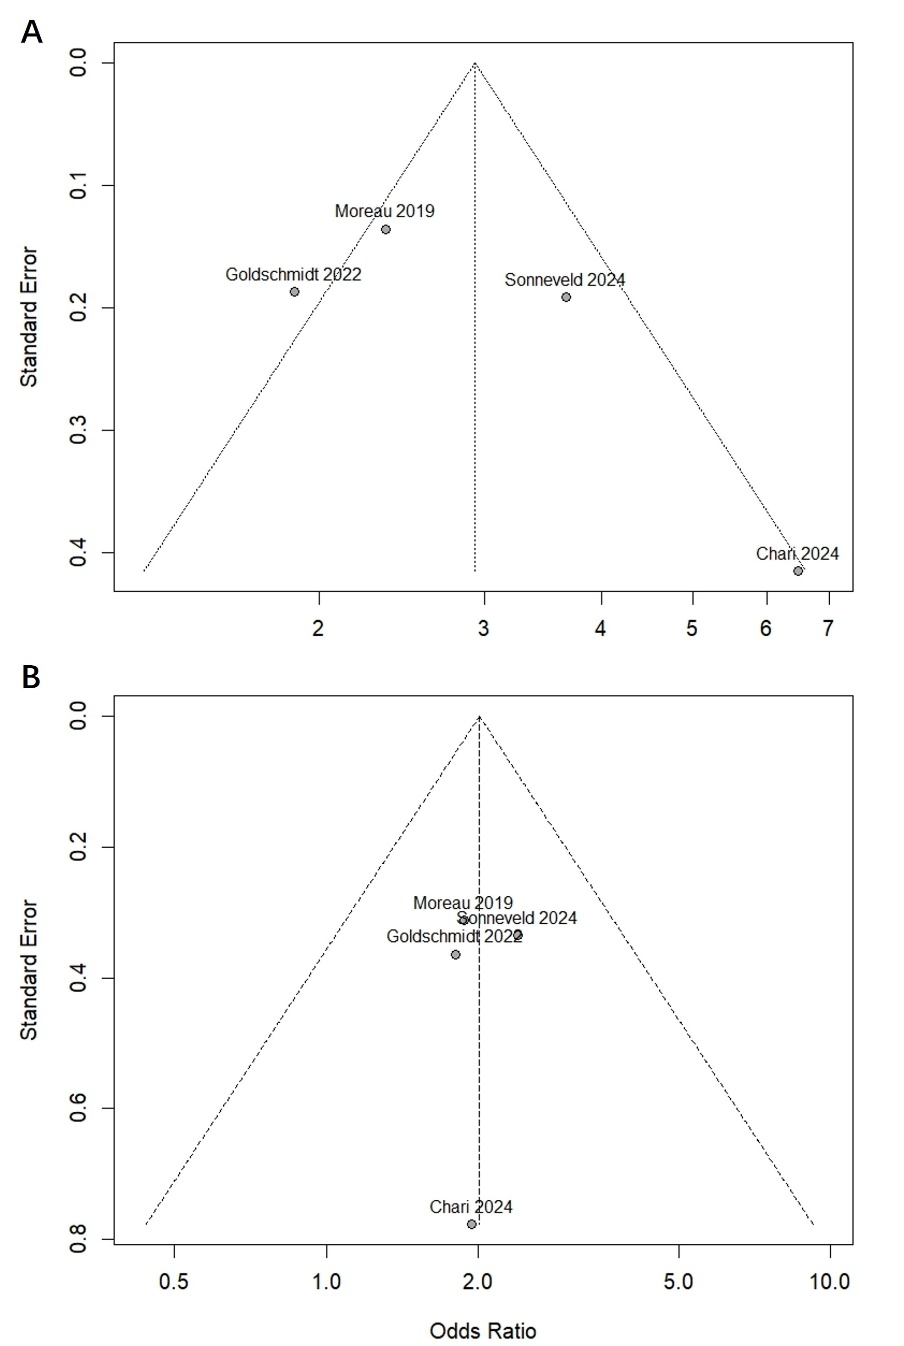 A
0.0
0.1
0.2
0.3
0.4
Standard Error
Moreau 2019
Goldschmidt 2022
Sonneveld 2024
Chari 2024
2 3 4 5 6 7
B
0.0
0.2
0.4
0.6
0.8
Standard Error
Moreau 2019
Sonneveld 2024
Goldschmidt 2022
Chari 2024
0.5 1.0 2.0 5.0 10.0
Odds Ratio